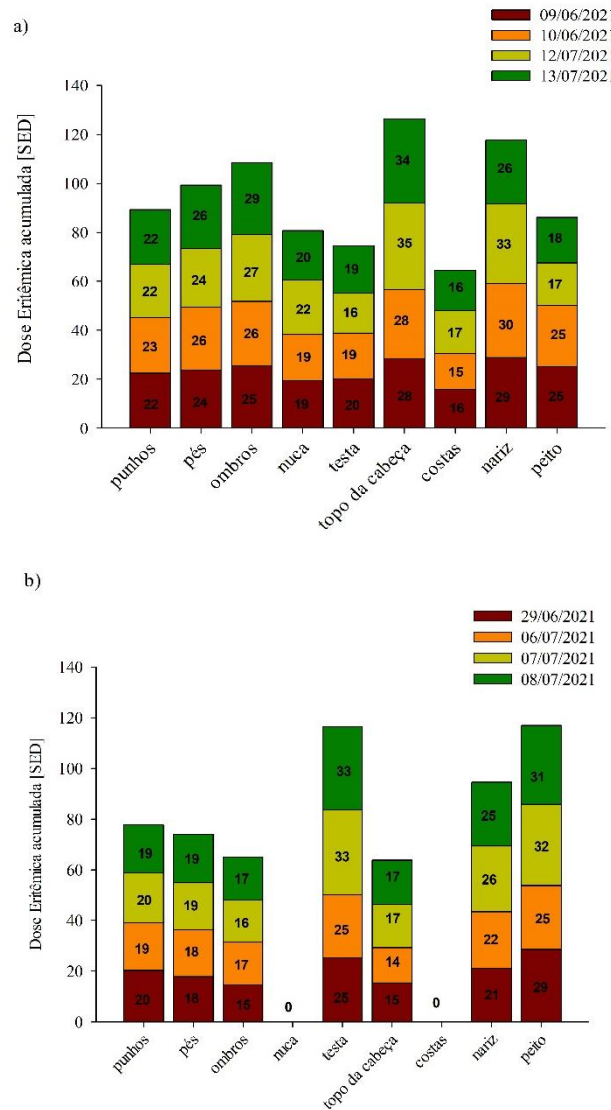 a)
09/06/2021
10/06/2021
12/07/2021
13/07/2021
Dose Eritêmica acumulada [SED]
140
120
100
80
60
40
20
0
22 23 22 22
24 26 24 26
25 26 27 29
19 19 22 20
20 19 16 19
28 28 35 34
16 15 17 16
29 30 33 26
25 25 17 18
punhos
pés
ombros
nuca
testa
topo da cabeça
costas
nariz
peito
b)
29/06/2021
06/07/2021
07/07/2021
08/07/2021
Dose Eritêmica acumulada [SED]
140
120
100
80
60
40
20
0
20 19 20 19
18 18 19 19
15 17 16 17
0
25 25 33 33
15 14 17 17
0
21 22 26 25
29 25 32 31
punhos
pés
ombros
nuca
testa
topo da cabeça
costas
nariz
peito